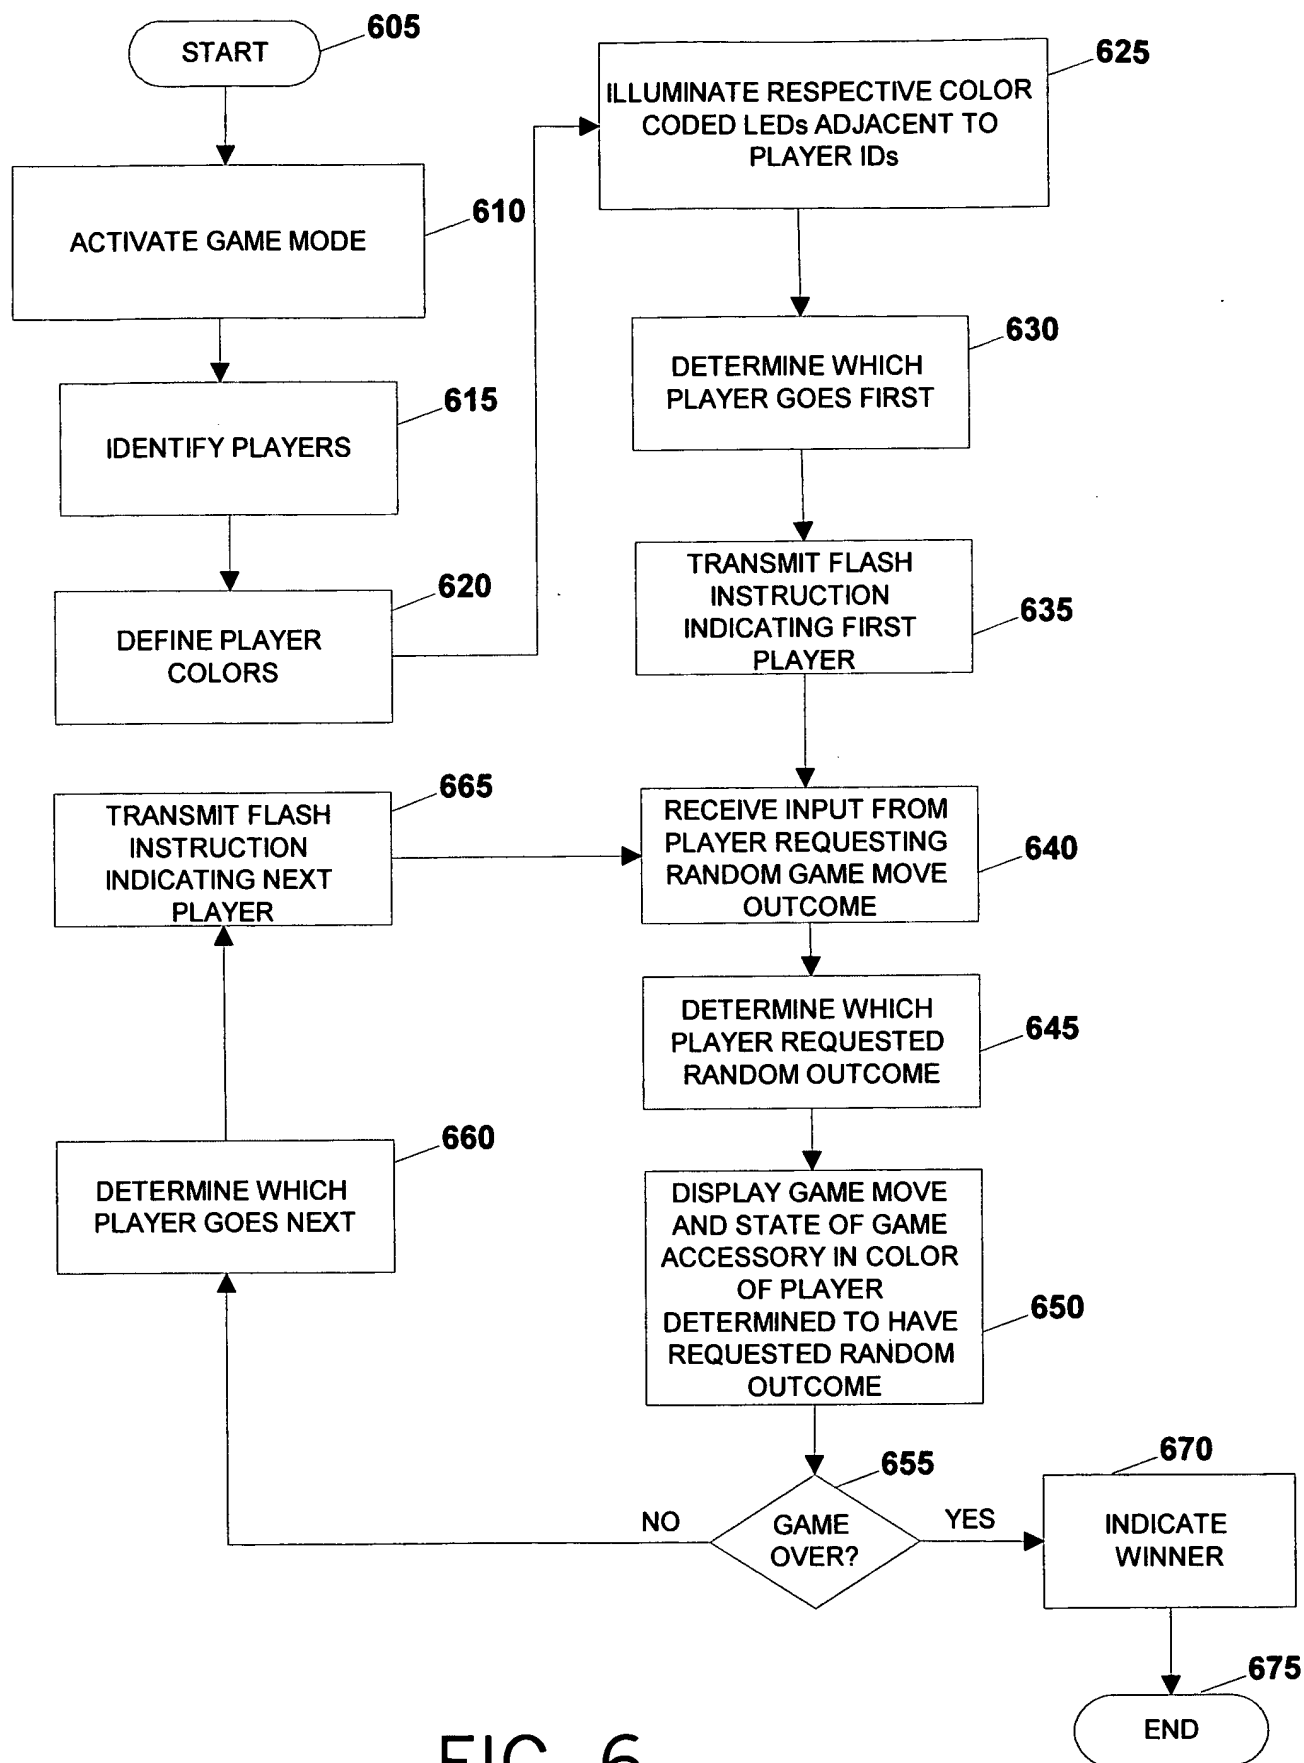 START
605
ACTIVATE GAME MODE
610
IDENTIFY PLAYERS
615
DEFINE PLAYER
COLORS
620
ILLUMINATE RESPECTIVE COLOR
CODED LEDs ADJACENT TO
PLAYER IDs
625
DETERMINE WHICH
PLAYER GOES FIRST
630
TRANSMIT FLASH
INSTRUCTION
INDICATING FIRST
PLAYER
635
RECEIVE INPUT FROM
PLAYER REQUESTING
RANDOM GAME MOVE
OUTCOME
640
DETERMINE WHICH
PLAYER REQUESTED
RANDOM OUTCOME
645
DISPLAY GAME MOVE
AND STATE OF GAME
ACCESSORY IN COLOR
OF PLAYER
DETERMINED TO HAVE
REQUESTED RANDOM
OUTCOME
650
GAME
OVER?
655
NO
YES
DETERMINE WHICH
PLAYER GOES NEXT
660
TRANSMIT FLASH
INSTRUCTION
INDICATING NEXT
PLAYER
665
INDICATE
WINNER
670
END
675
FIG. 6